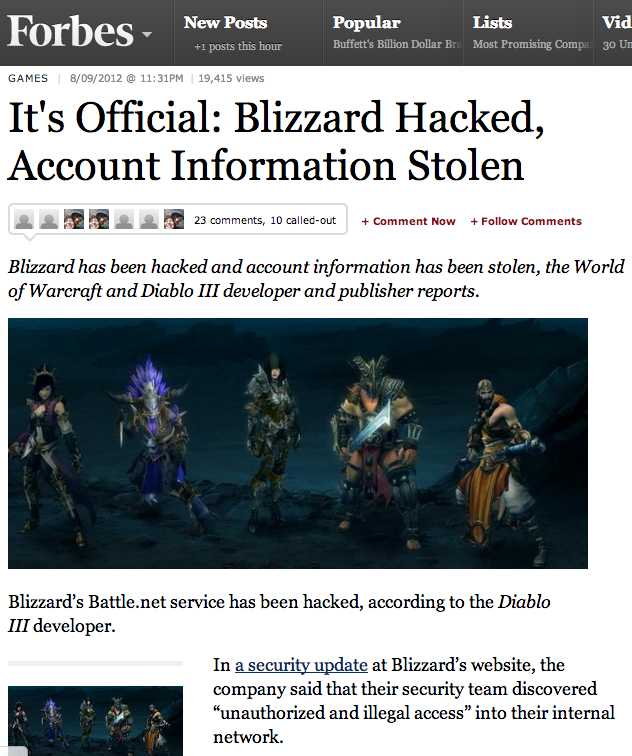 Forbes
New Posts
+1 posts this hour
Popular
Buffett's Billion Dollar Br
Lists
Most Promising Compa
Vid
30 Un
GAMES | 8/09/2012 @ 11:31PM | 19,415 views
It's Official: Blizzard Hacked,
Account Information Stolen
23 comments, 10 called-out
+ Comment Now
+ Follow Comments
Blizzard has been hacked and account information has been stolen, the World
of Warcraft and Diablo III developer and publisher reports.
Blizzard’s Battle.net service has been hacked, according to the Diablo
III developer.
In a security update at Blizzard’s website, the
company said that their security team discovered
“unauthorized and illegal access” into their internal
network.